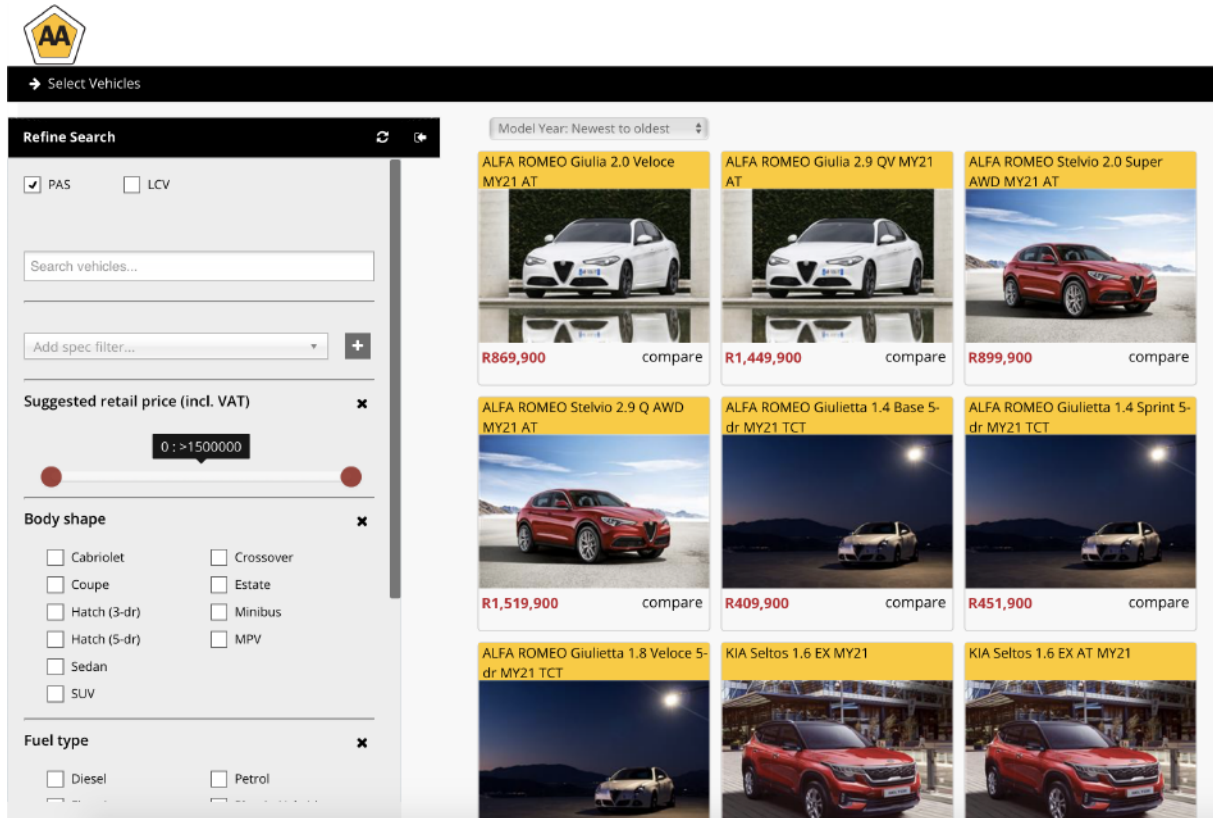 AA
Select Vehicles
Refine Search
PAS
LCV
Search vehicles...
Add spec filter...
+
Suggested retail price (incl. VAT)
0 : >1500000
Body shape
Cabriolet
Crossover
Coupe
Estate
Hatch (3-dr)
Minibus
Hatch (5-dr)
MPV
Sedan
SUV
Fuel type
Diesel
Petrol
Model Year: Newest to oldest
ALFA ROMEO Giulia 2.0 Veloce
MY21 AT
R869,900
compare
ALFA ROMEO Giulia 2.9 QV MY21
AT
R1,449,900
compare
ALFA ROMEO Stelvio 2.0 Super
AWD MY21 AT
R899,900
compare
ALFA ROMEO Stelvio 2.9 Q AWD
MY21 AT
R1,519,900
compare
ALFA ROMEO Giulietta 1.4 Base 5-
dr MY21 TCT
R409,900
compare
ALFA ROMEO Giulietta 1.4 Sprint 5-
dr MY21 TCT
R451,900
compare
ALFA ROMEO Giulietta 1.8 Veloce 5-
dr MY21 TCT
KIA Seltos 1.6 EX MY21
KIA Seltos 1.6 EX AT MY21